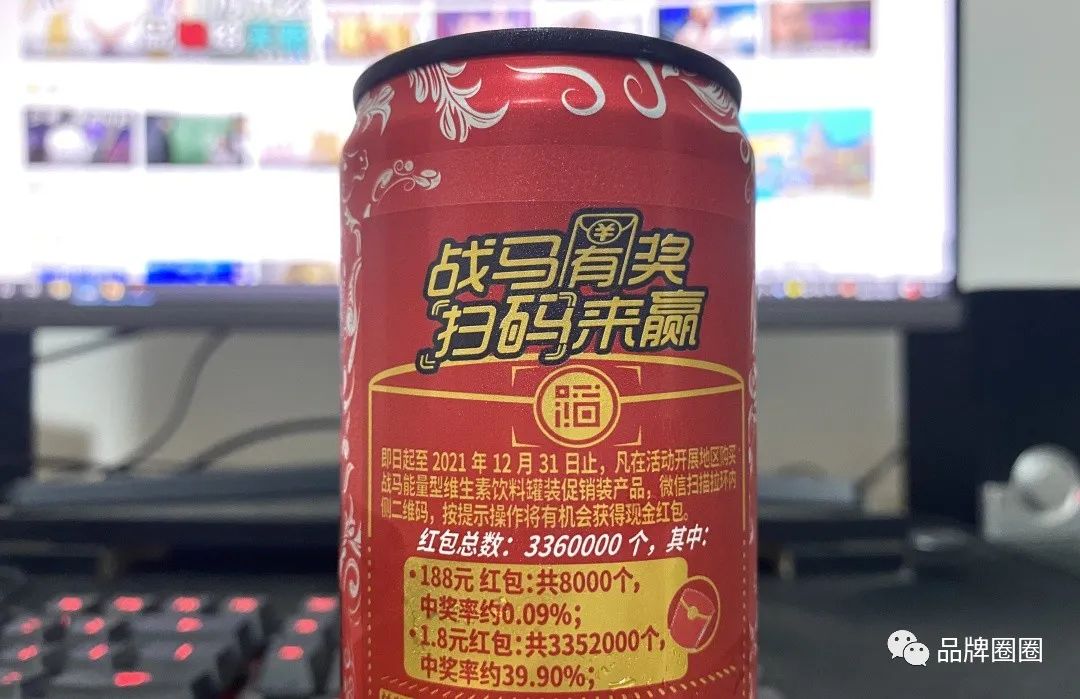 战马有奖
扫码来赢
即日起至 2021 年 12 月 31 日止，凡在活动开展地区购买
战马能量型维生素饮料罐装促销装产品，微信扫描拉环内
侧二维码，按提示操作将有机会获得现金红包。
红包总数：3360000 个，其中：
·188元 红包:共8000个，
中奖率约0.09%；
·1.8元红包:共3352000个，
中奖率约39.90%；
品牌圈圈